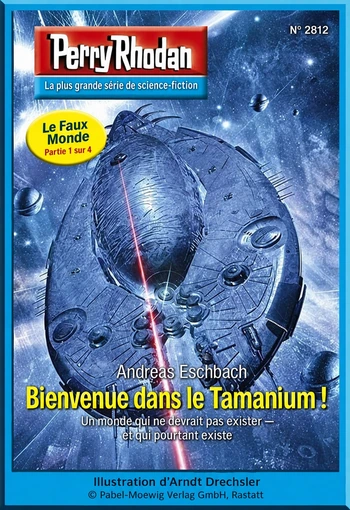 Perry Rhodan
N° 2812
La plus grande série de science-fiction
Le Faux
Monde
Partie 1 sur 4
Andreas Eschbach
Bienvenue dans le Tamanium !
Un monde qui ne devrait pas exister —
et qui pourtant existe
Illustration d'Arndt Drechsler
© Pabel-Moewig Verlag GmbH, Rastatt